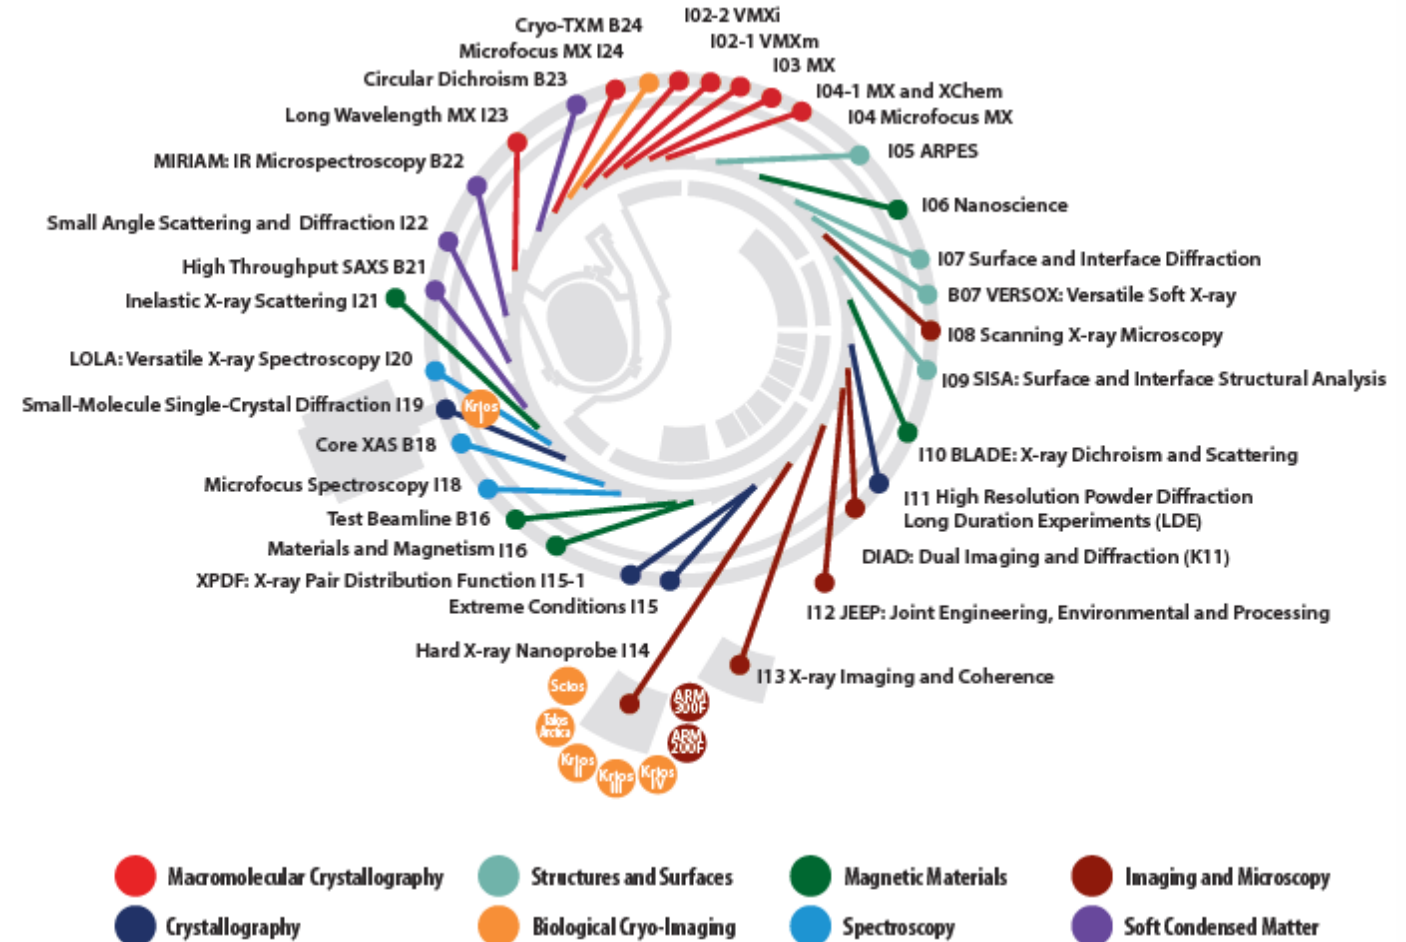 I02-2 VMXi
Cryo-TXM B24
I02-1 VMXm
Microfocus MX I24
I03 MX
Circular Dichroism B23
I04-1 MX and XChem
Long Wavelength MX I23
I04 Microfocus MX
I05 ARPES
MIRIAM: IR Microspectroscopy B22
I06 Nanoscience
Small Angle Scattering and Diffraction I22
I07 Surface and Interface Diffraction
High Throughput SAXS B21
B07 VERSOX: Versatile Soft X-ray
Inelastic X-ray Scattering I21
I08 Scanning X-ray Microscopy
LOLA: Versatile X-ray Spectroscopy I20
I09 SISA: Surface and Interface Structural Analysis
Small-Molecule Single-Crystal Diffraction I19
Krios
I
Core XAS B18
I10 BLADE: X-ray Dichroism and Scattering
Microfocus Spectroscopy I18
I11 High Resolution Powder Diffraction
Long Duration Experiments (LDE)
Test Beamline B16
Materials and Magnetism I16
DIAD: Dual Imaging and Diffraction (K11)
XPDF: X-ray Pair Distribution Function I15-1
Extreme Conditions I15
I12 JEEP: Joint Engineering, Environmental and Processing
Hard X-ray Nanoprobe I14
I13 X-ray Imaging and Coherence
Scios
ARM
300F
Talos
Arctica
ARM
200F
Krios
II
Krios
III
Krios
IV
Macromolecular Crystallography
Structures and Surfaces
Magnetic Materials
Imaging and Microscopy
Crystallography
Biological Cryo-Imaging
Spectroscopy
Soft Condensed Matter